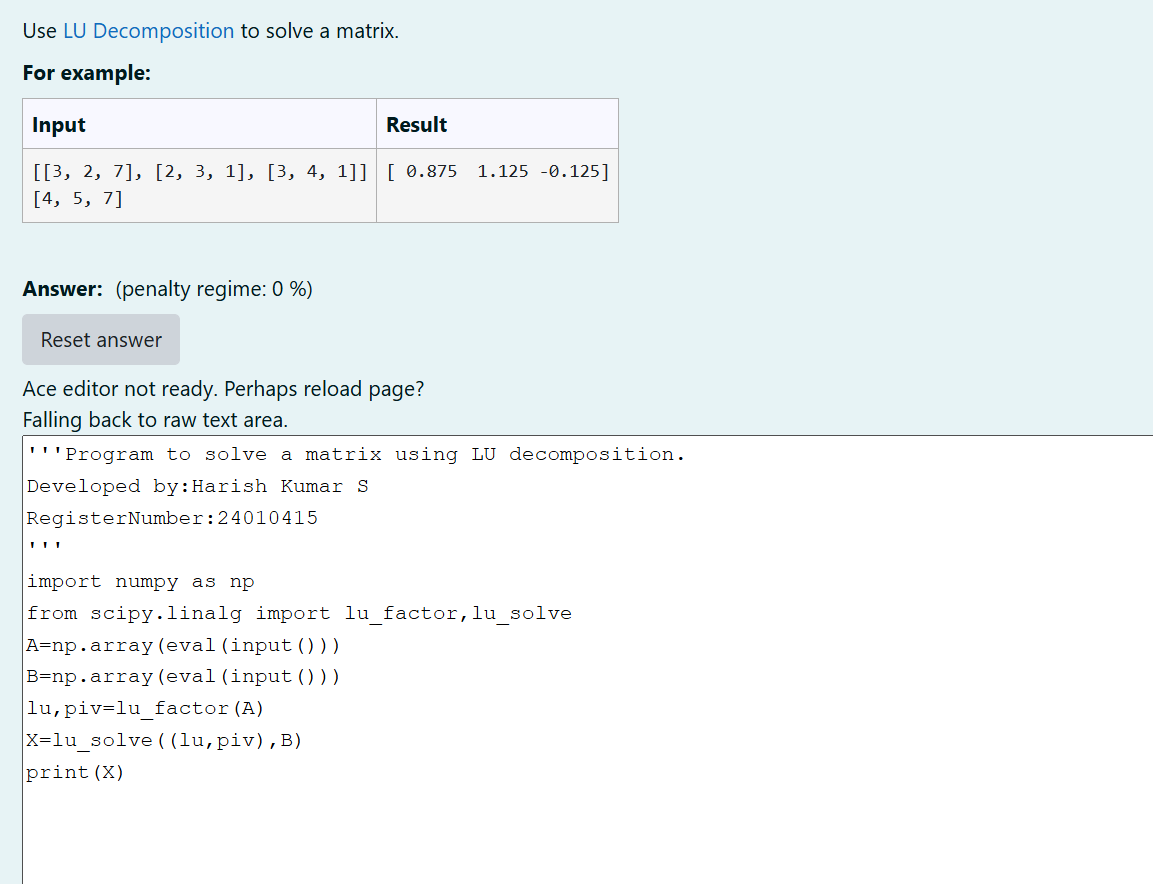 Use LU Decomposition to solve a matrix.
For example:
Input Result
[[3, 2, 7], [2, 3, 1], [3, 4, 1]] [ 0.875  1.125 -0.125]
[4, 5, 7]
Answer: (penalty regime: 0 %)
Reset answer
Ace editor not ready. Perhaps reload page?
Falling back to raw text area.
'''Program to solve a matrix using LU decomposition.
Developed by:Harish Kumar S
RegisterNumber:24010415
'''
import numpy as np
from scipy.linalg import lu_factor,lu_solve
A=np.array(eval(input()))
B=np.array(eval(input()))
lu,piv=lu_factor(A)
X=lu_solve((lu,piv),B)
print(X)